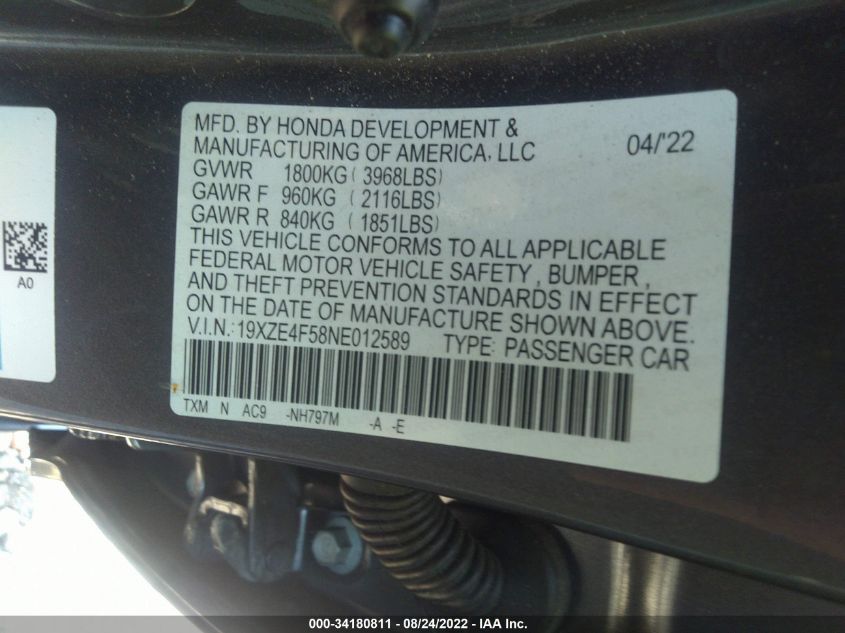 MFD. BY HONDA DEVELOPMENT &
MANUFACTURING OF AMERICA, LLC 04/'22
GVWR 1800KG ( 3968LBS)
GAWR F 960KG ( 2116LBS)
GAWR R 840KG ( 1851LBS)
THIS VEHICLE CONFORMS TO ALL APPLICABLE
FEDERAL MOTOR VEHICLE SAFETY, BUMPER,
AND THEFT PREVENTION STANDARDS IN EFFECT
ON THE DATE OF MANUFACTURE SHOWN ABOVE.
V.I.N.: 19XZE4F58NE012589 TYPE: PASSENGER CAR
TXM N AC9 -NH797M -A -E
A0
000-34180811 - 08/24/2022 - IAA Inc.